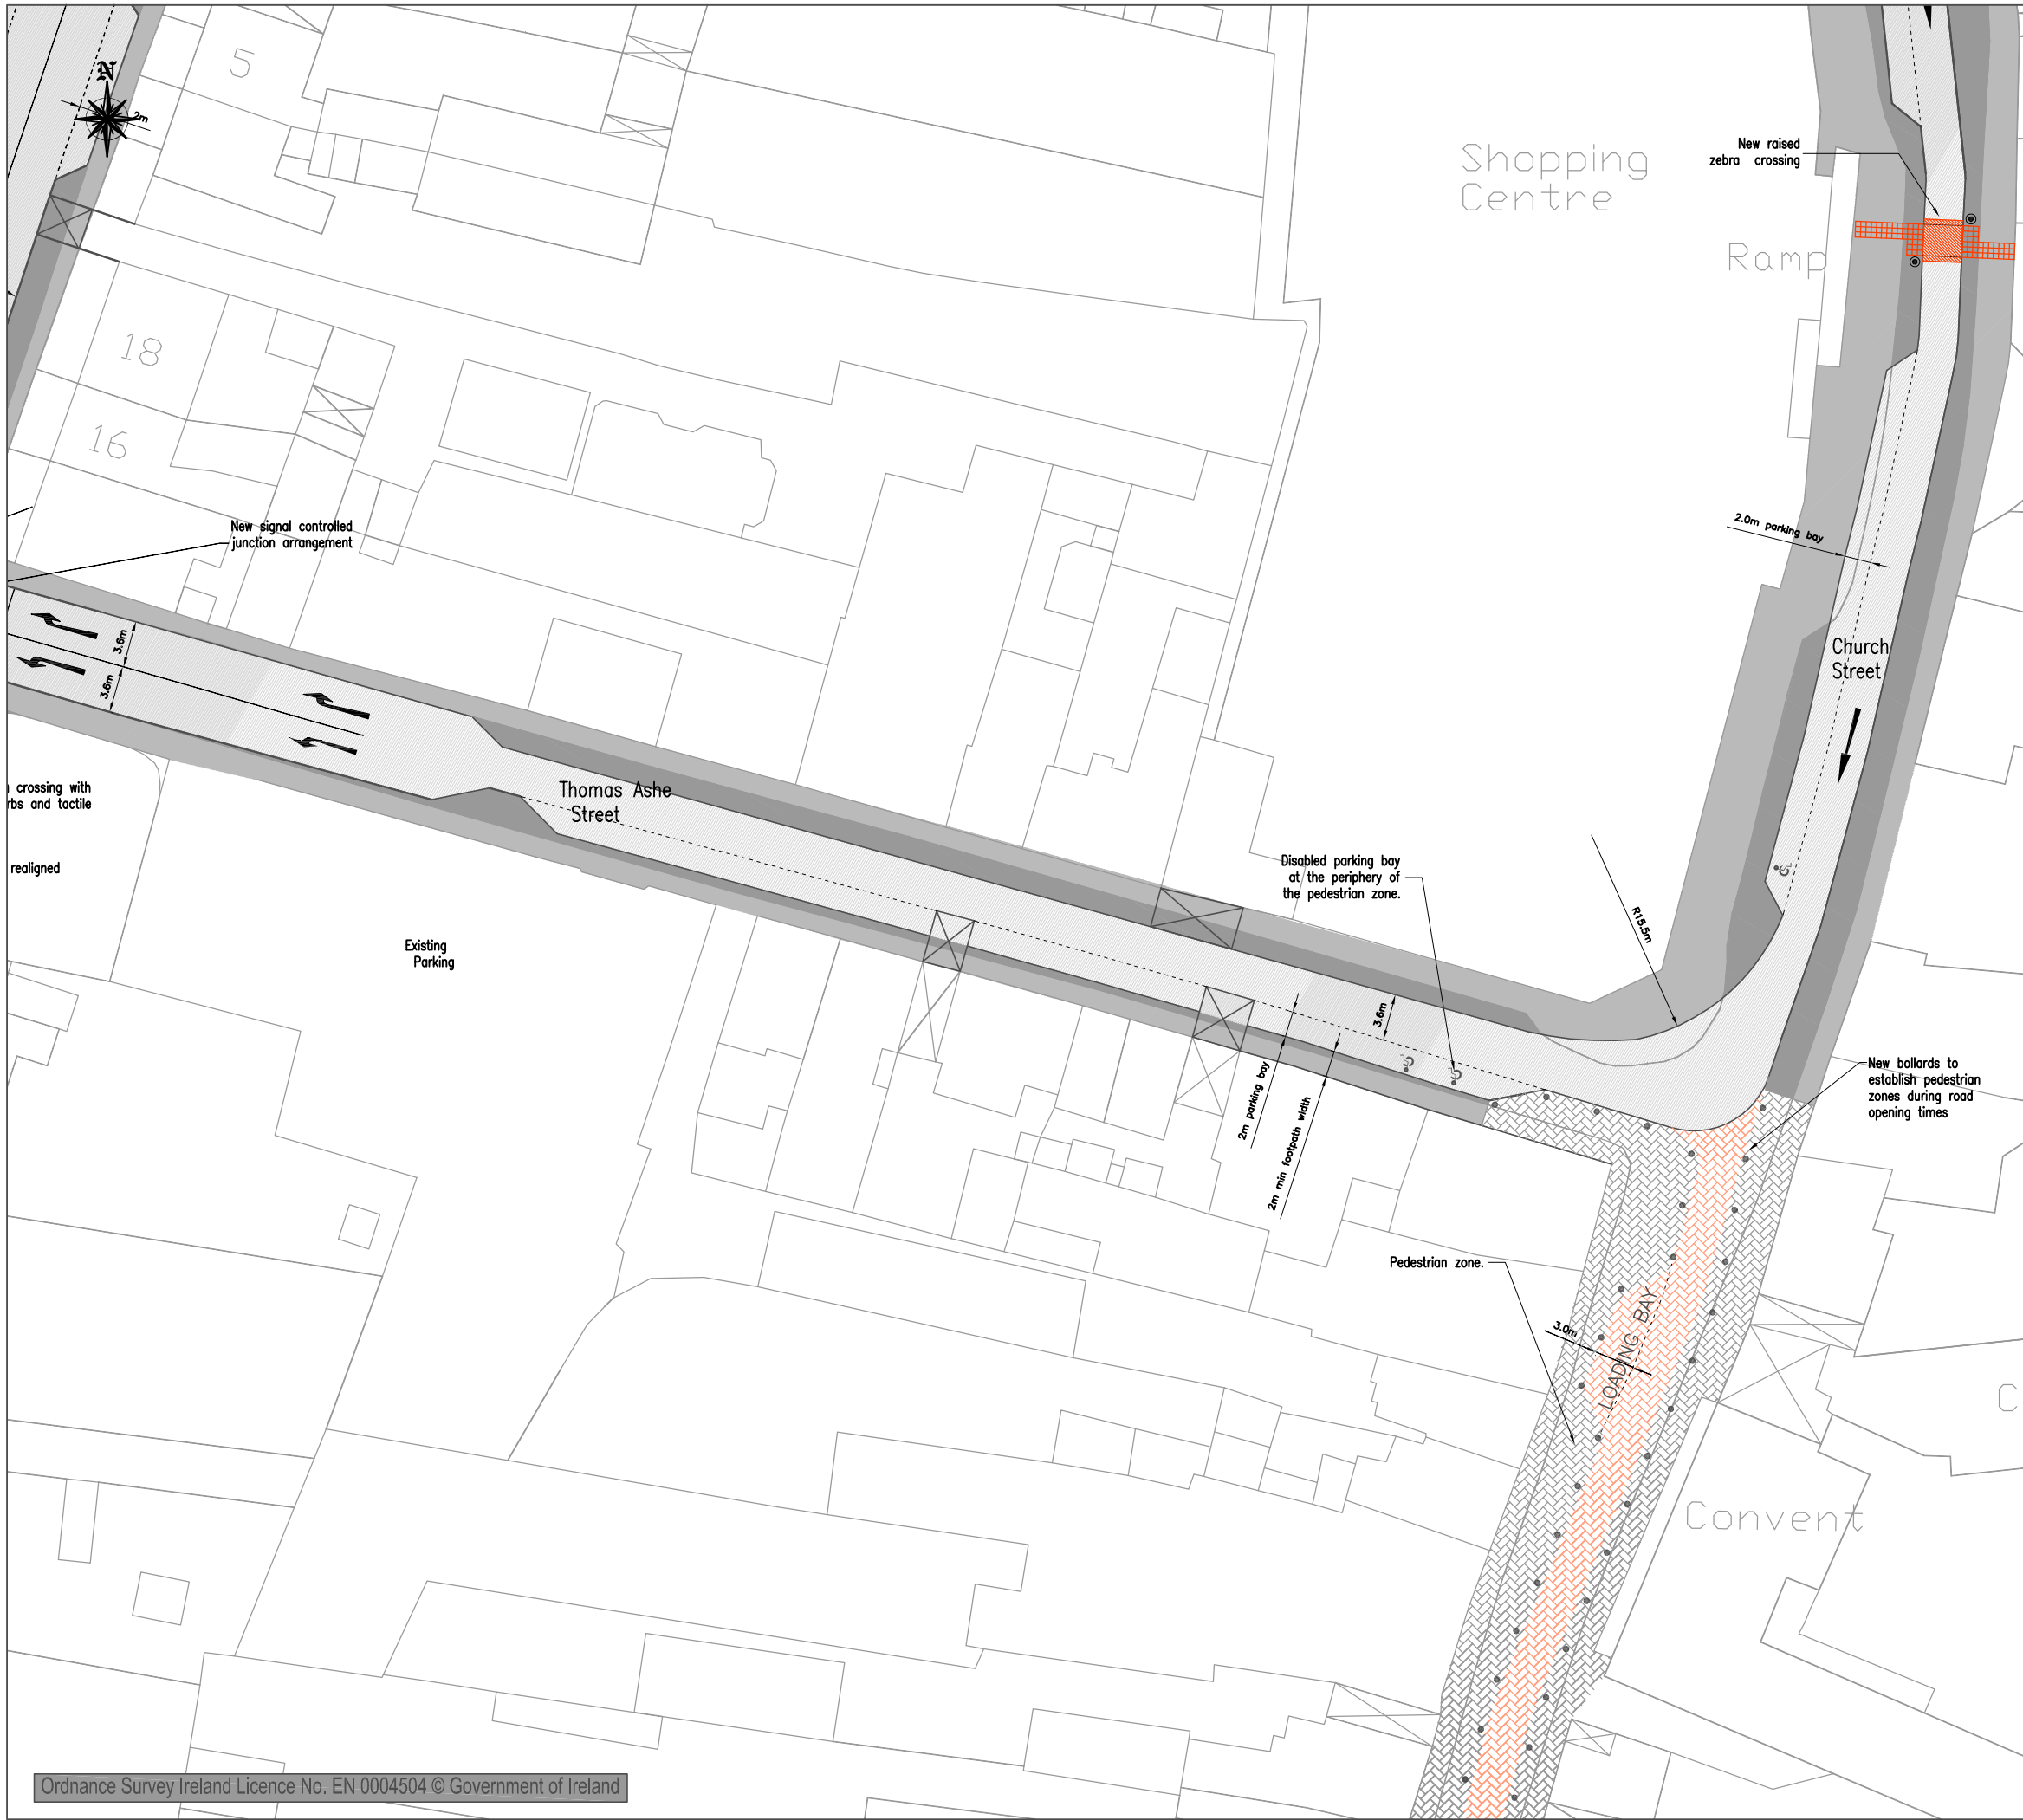 N
2m
5
Shopping
Centre
New raised
zebra crossing
Ramp
18
16
New signal controlled
junction arrangement
2.0m parking bay
3.6m
3.6m
Church
Street
Thomas Ashe
Street
crossing with
rbs and tactile
realigned
Existing
Parking
Disabled parking bay
at the periphery of
the pedestrian zone.
R15.5m
3.6m
2m parking bay
2m min footpath width
New bollards to
establish pedestrian
zones during road
opening times
Pedestrian zone.
3.0m
LOADING BAY
C
Convent
Ordnance Survey Ireland Licence No. EN 0004504 © Government of Ireland